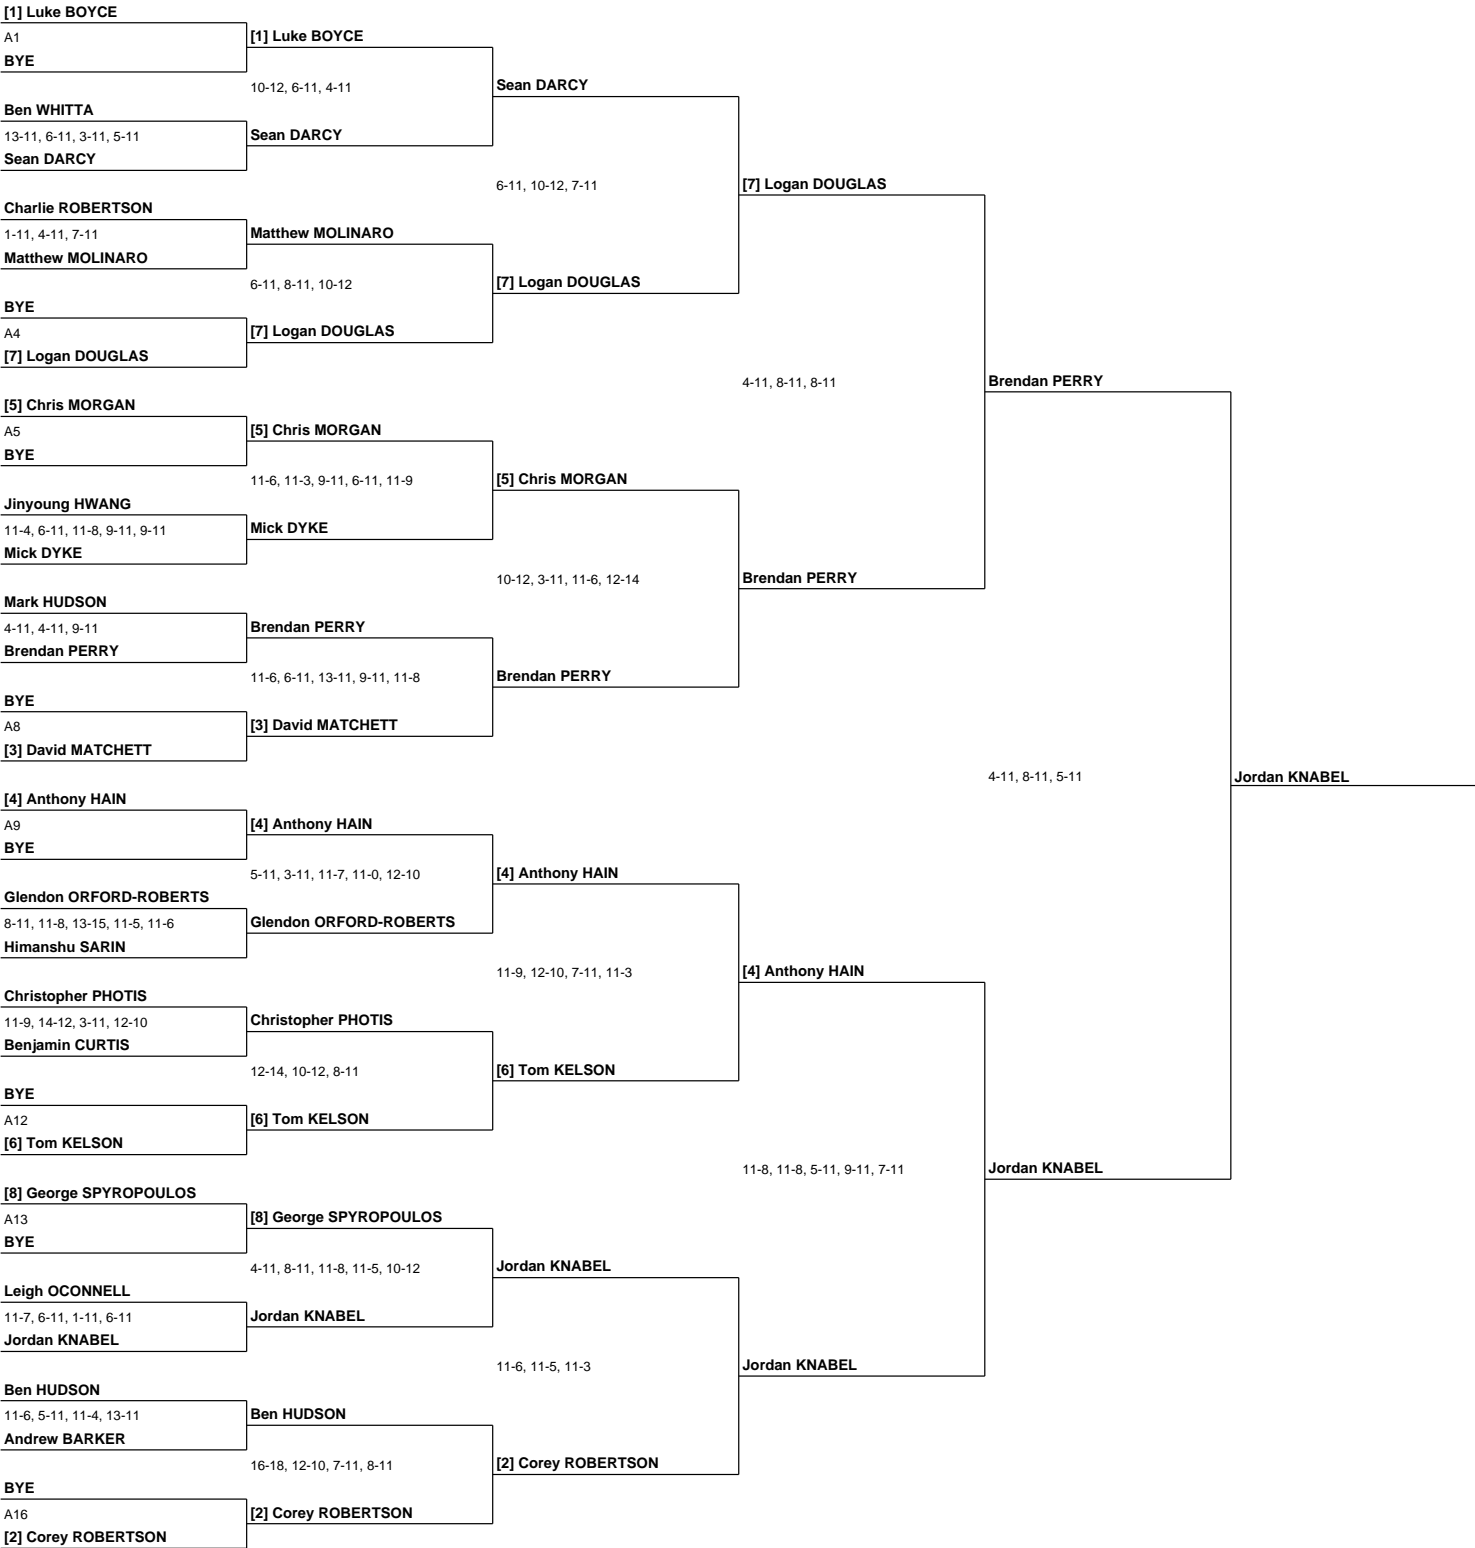 [1] Luke BOYCE
A1
[1] Luke BOYCE
BYE
10-12, 6-11, 4-11
Sean DARCY
Ben WHITTA
13-11, 6-11, 3-11, 5-11
Sean DARCY
Sean DARCY
6-11, 10-12, 7-11
[7] Logan DOUGLAS
Charlie ROBERTSON
1-11, 4-11, 7-11
Matthew MOLINARO
Matthew MOLINARO
6-11, 8-11, 10-12
[7] Logan DOUGLAS
BYE
A4
[7] Logan DOUGLAS
[7] Logan DOUGLAS
4-11, 8-11, 8-11
Brendan PERRY
[5] Chris MORGAN
A5
[5] Chris MORGAN
BYE
11-6, 11-3, 9-11, 6-11, 11-9
[5] Chris MORGAN
Jinyoung HWANG
11-4, 6-11, 11-8, 9-11, 9-11
Mick DYKE
Mick DYKE
10-12, 3-11, 11-6, 12-14
Brendan PERRY
Mark HUDSON
4-11, 4-11, 9-11
Brendan PERRY
Brendan PERRY
11-6, 6-11, 13-11, 9-11, 11-8
Brendan PERRY
BYE
A8
[3] David MATCHETT
[3] David MATCHETT
4-11, 8-11, 5-11
Jordan KNABEL
[4] Anthony HAIN
A9
[4] Anthony HAIN
BYE
5-11, 3-11, 11-7, 11-0, 12-10
[4] Anthony HAIN
Glendon ORFORD-ROBERTS
8-11, 11-8, 13-15, 11-5, 11-6
Glendon ORFORD-ROBERTS
Himanshu SARIN
11-9, 12-10, 7-11, 11-3
[4] Anthony HAIN
Christopher PHOTIS
11-9, 14-12, 3-11, 12-10
Christopher PHOTIS
Benjamin CURTIS
12-14, 10-12, 8-11
[6] Tom KELSON
BYE
A12
[6] Tom KELSON
[6] Tom KELSON
11-8, 11-8, 5-11, 9-11, 7-11
Jordan KNABEL
[8] George SPYROPOULOS
A13
[8] George SPYROPOULOS
BYE
4-11, 8-11, 11-8, 11-5, 10-12
Jordan KNABEL
Leigh OCONNELL
11-7, 6-11, 1-11, 6-11
Jordan KNABEL
Jordan KNABEL
11-6, 11-5, 11-3
Jordan KNABEL
Ben HUDSON
11-6, 5-11, 11-4, 13-11
Ben HUDSON
Andrew BARKER
16-18, 12-10, 7-11, 8-11
[2] Corey ROBERTSON
BYE
A16
[2] Corey ROBERTSON
[2] Corey ROBERTSON